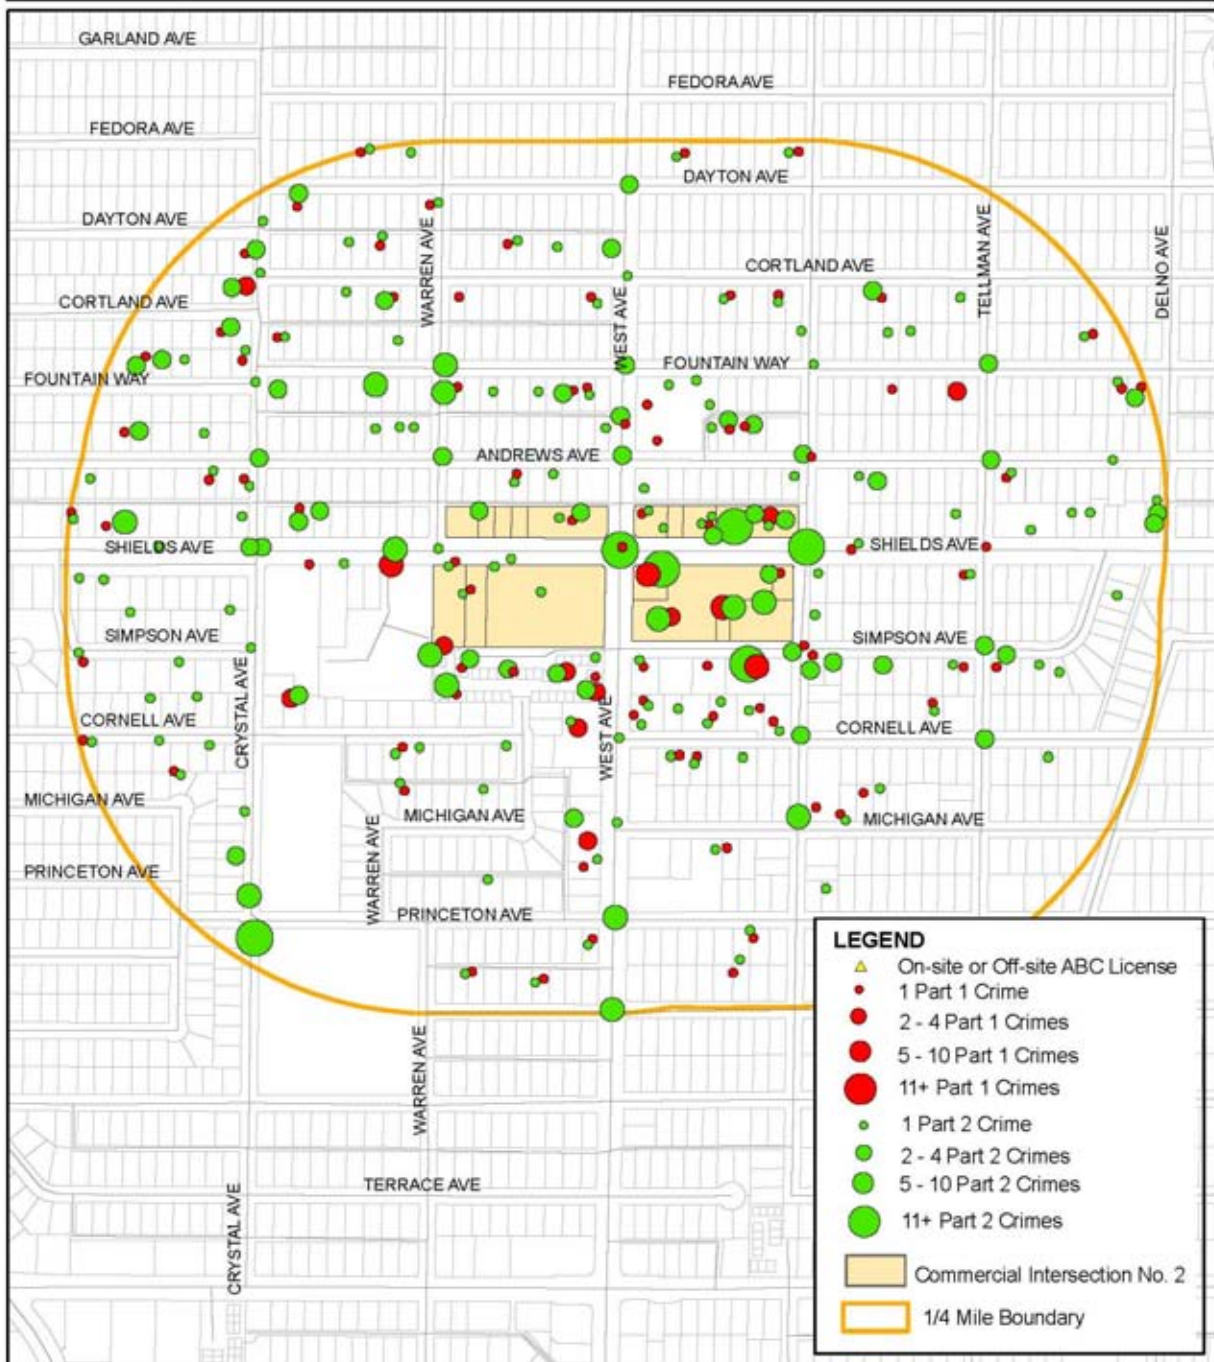 GARLAND AVE
FEDORA AVE
FEDORA AVE
DAYTON AVE
DAYTON AVE
WARREN AVE
TELLMAN AVE
DELNO AVE
CORTLAND AVE
CORTLAND AVE
WEST AVE
FOUNTAIN WAY
FOUNTAIN WAY
ANDREWS AVE
SHIELDS AVE
SHIELDS AVE
SIMPSON AVE
SIMPSON AVE
CRYSTAL AVE
CORNELL AVE
WEST AVE
CORNELL AVE
MICHIGAN AVE
MICHIGAN AVE
MICHIGAN AVE
WARREN AVE
PRINCETON AVE
PRINCETON AVE
WARREN AVE
TERRACE AVE
CRYSTAL AVE
LEGEND
On-site or Off-site ABC License
1 Part 1 Crime
2 - 4 Part 1 Crimes
5 - 10 Part 1 Crimes
11+ Part 1 Crimes
1 Part 2 Crime
2 - 4 Part 2 Crimes
5 - 10 Part 2 Crimes
11+ Part 2 Crimes
Commercial Intersection No. 2
1/4 Mile Boundary